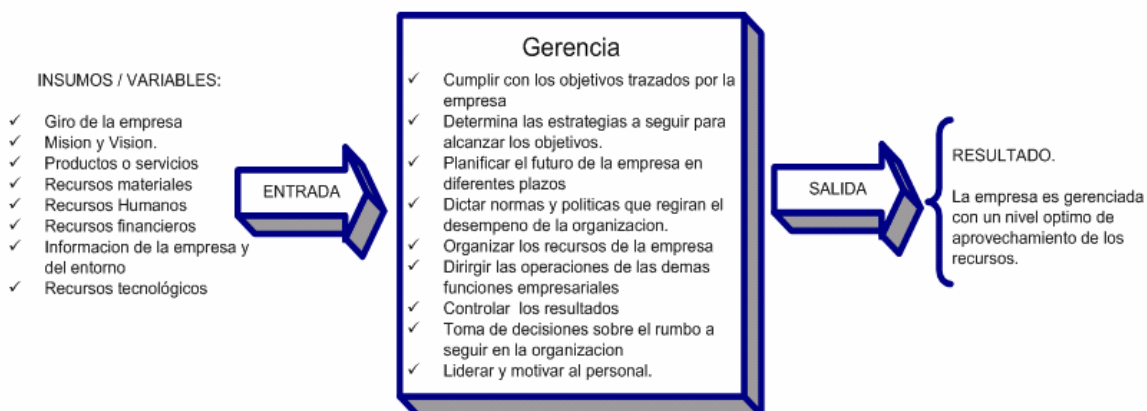 INSUMOS / VARIABLES:
✓ Giro de la empresa
✓ Mision y Vision.
✓ Productos o servicios
✓ Recursos materiales
✓ Recursos Humanos
✓ Recursos financieros
✓ Informacion de la empresa y
del entorno
✓ Recursos tecnológicos
ENTRADA
Gerencia
✓ Cumplir con los objetivos trazados por la
empresa
✓ Determina las estrategias a seguir para
alcanzar los objetivos.
✓ Planificar el futuro de la empresa en
diferentes plazos
✓ Dictar normas y politicas que regiran el
desempeno de la organizacion.
✓ Organizar los recursos de la empresa
✓ Dirirgir las operaciones de las demas
funciones empresariales
✓ Controlar los resultados
✓ Toma de decisiones sobre el rumbo a
seguir en la organizacion
✓ Liderar y motivar al personal.
SALIDA
RESULTADO.
La empresa es gerenciada
con un nivel optimo de
aprovechamiento de los
recursos.